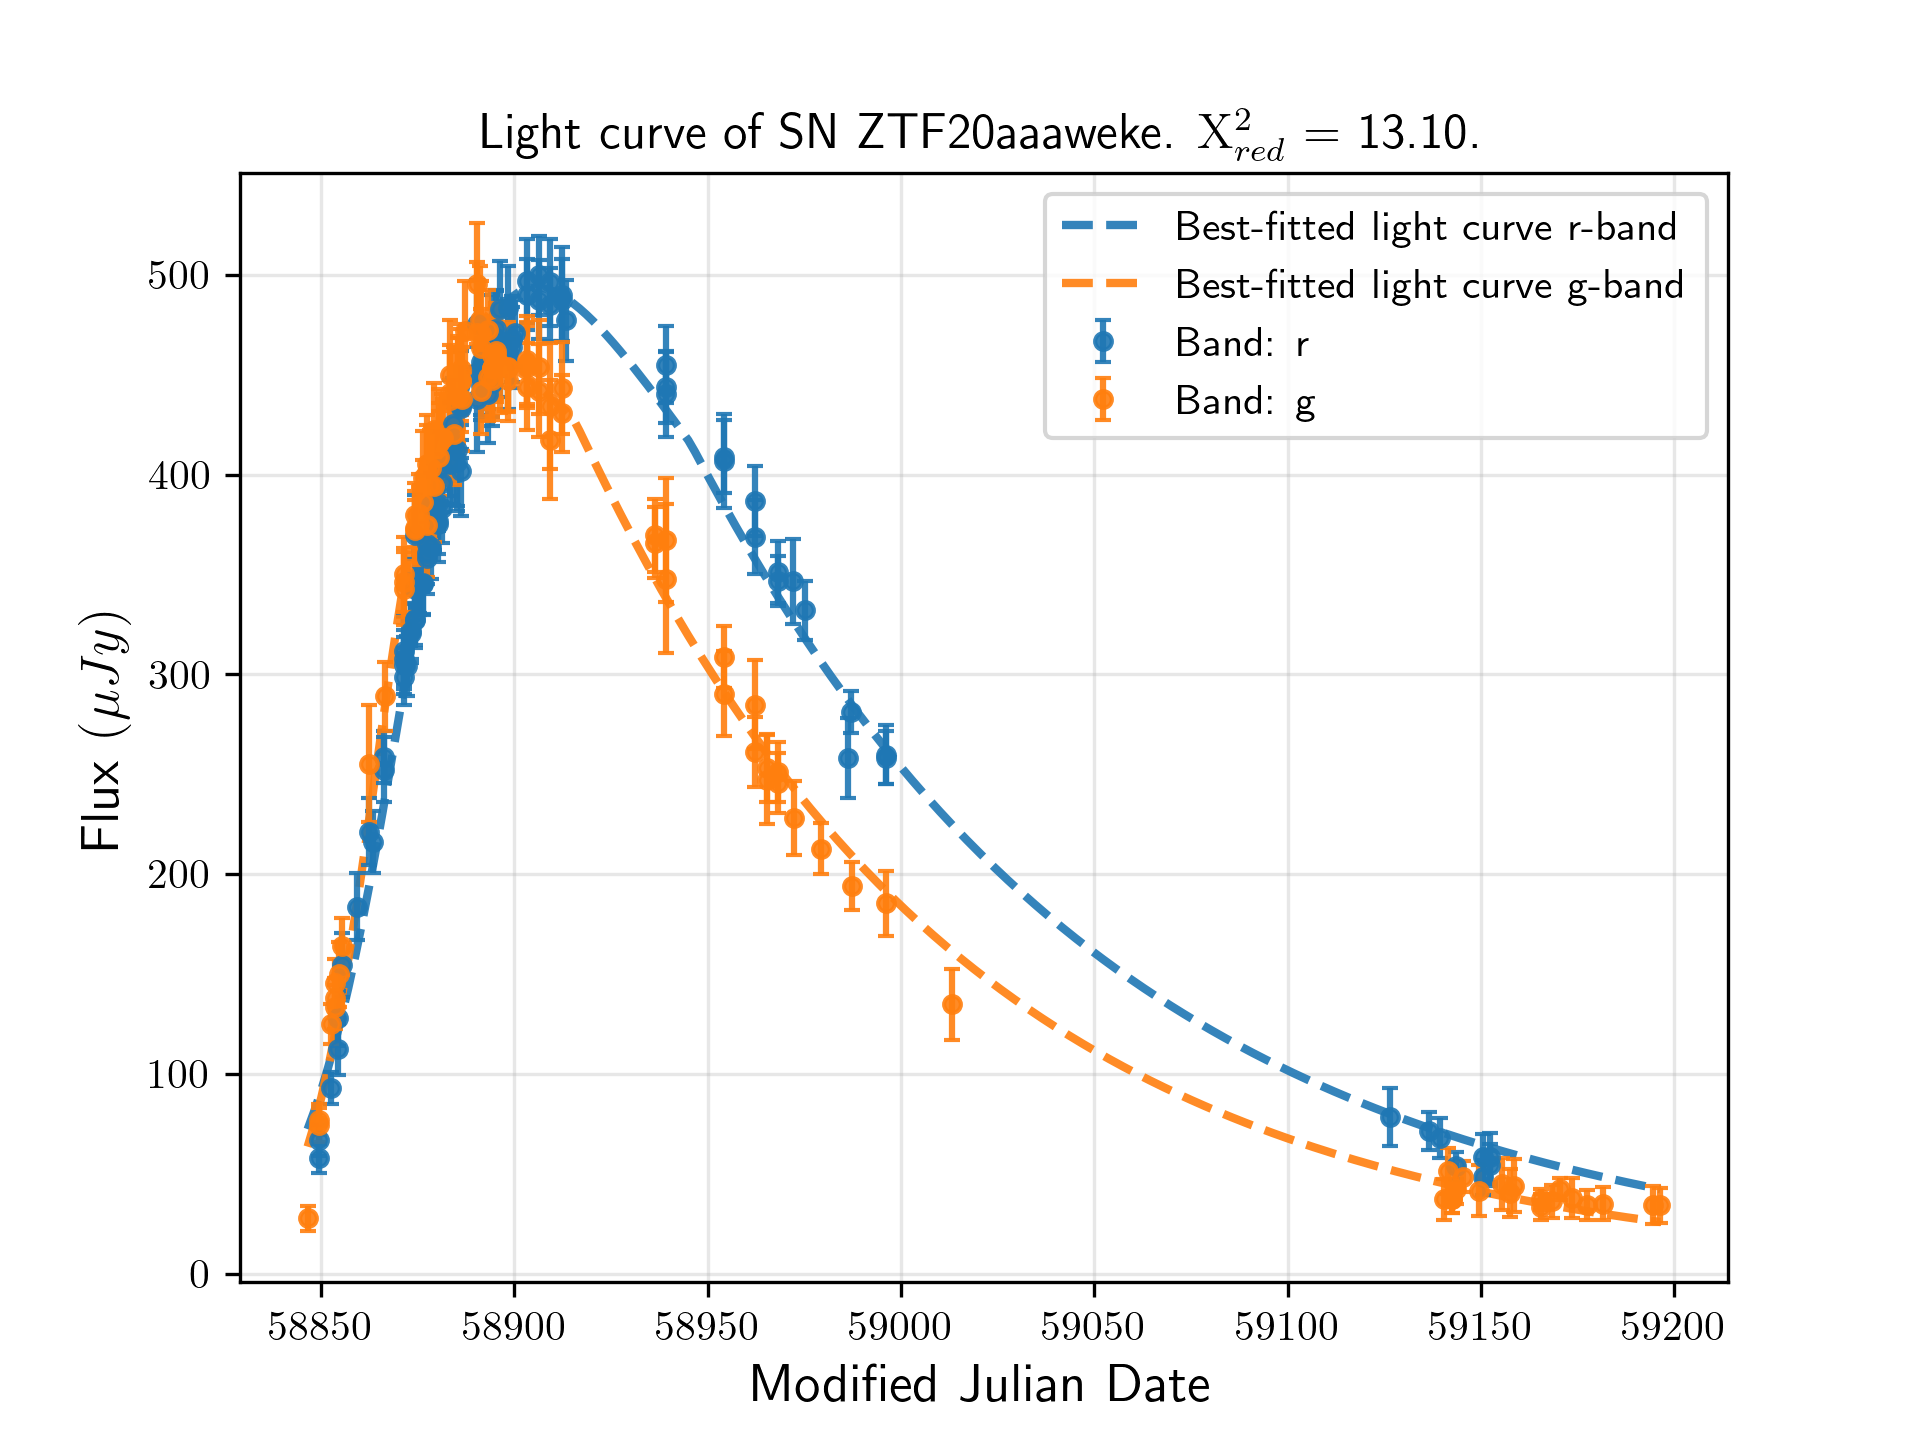 Light curve of SN ZTF20aaaweke. X²_red = 13.10.
Best-fitted light curve r-band
Best-fitted light curve g-band
Band: r
Band: g
Flux (μJy)
500
400
300
200
100
0
58850 58900 58950 59000 59050 59100 59150 59200
Modified Julian Date